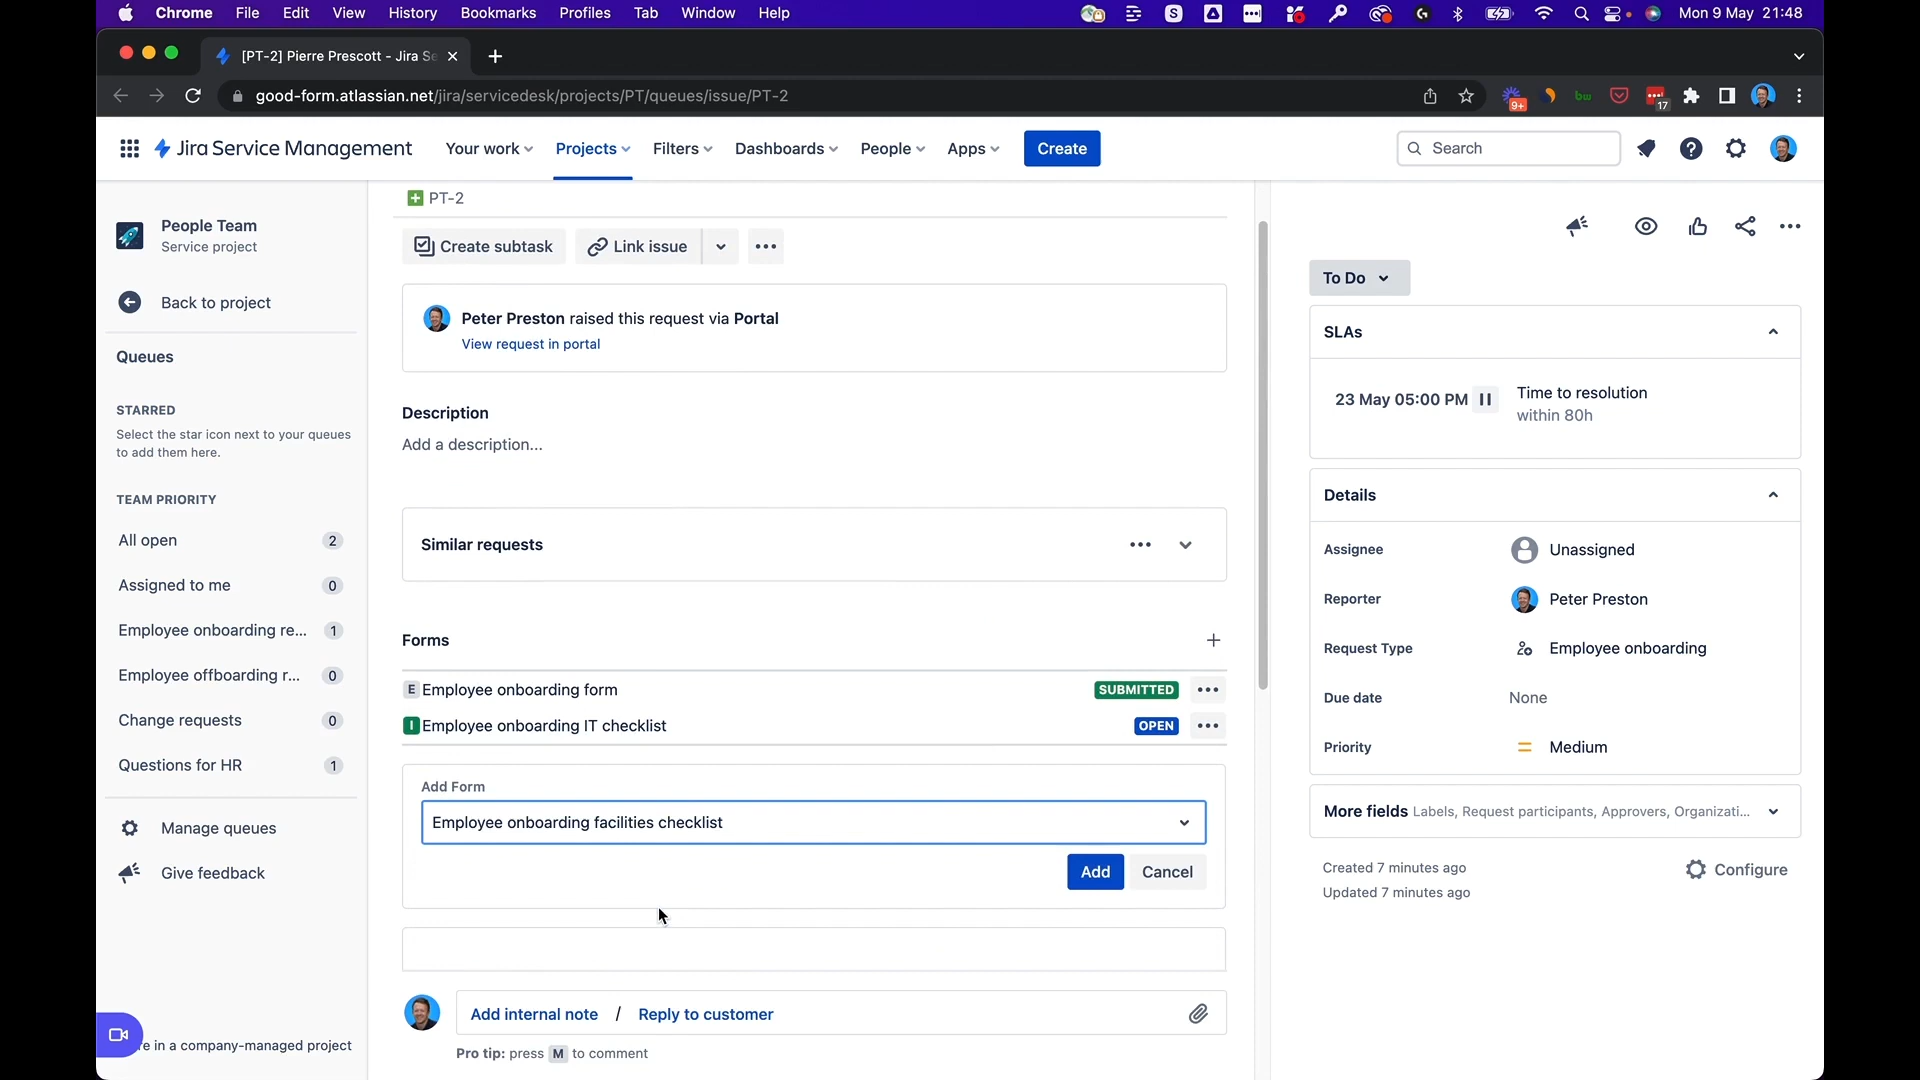 Chrome File Edit View History Bookmarks Profiles Tab Window Help
Mon 9 May 21:48
[PT-2] Pierre Prescott - Jira Se
good-form.atlassian.net/jira/servicedesk/projects/PT/queues/issue/PT-2
9+
bw
17
Jira Service Management
Your work Projects Filters Dashboards People Apps Create
Search
People Team
Service project
Back to project
Queues
STARRED
Select the star icon next to your queues
to add them here.
TEAM PRIORITY
All open 2
Assigned to me 0
Employee onboarding re... 1
Employee offboarding r... 0
Change requests 0
Questions for HR 1
Manage queues
Give feedback
re in a company-managed project
PT-2
Create subtask
Link issue
Peter Preston raised this request via Portal
View request in portal
Description
Add a description...
Similar requests
Forms
E Employee onboarding form SUBMITTED
I Employee onboarding IT checklist OPEN
Add Form
Employee onboarding facilities checklist
Add Cancel
Add internal note / Reply to customer
Pro tip: press M to comment
To Do
SLAs
23 May 05:00 PM
Time to resolution
within 80h
Details
Assignee Unassigned
Reporter Peter Preston
Request Type Employee onboarding
Due date None
Priority Medium
More fields Labels, Request participants, Approvers, Organizati...
Created 7 minutes ago
Updated 7 minutes ago
Configure